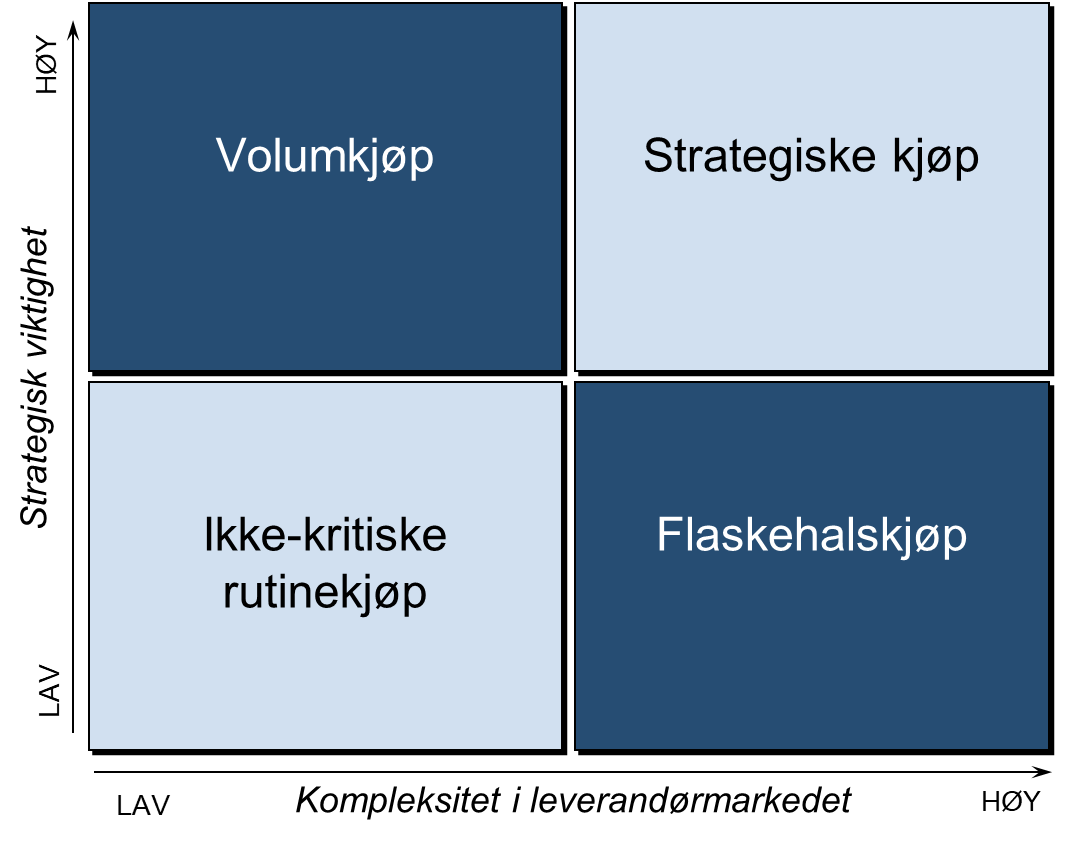 HØY
Strategisk viktighet
LAV
Volumkjøp
Strategiske kjøp
Ikke-kritiske
rutinekjøp
Flaskehalskjøp
LAV
Kompleksitet i leverandørmarkedet
HØY